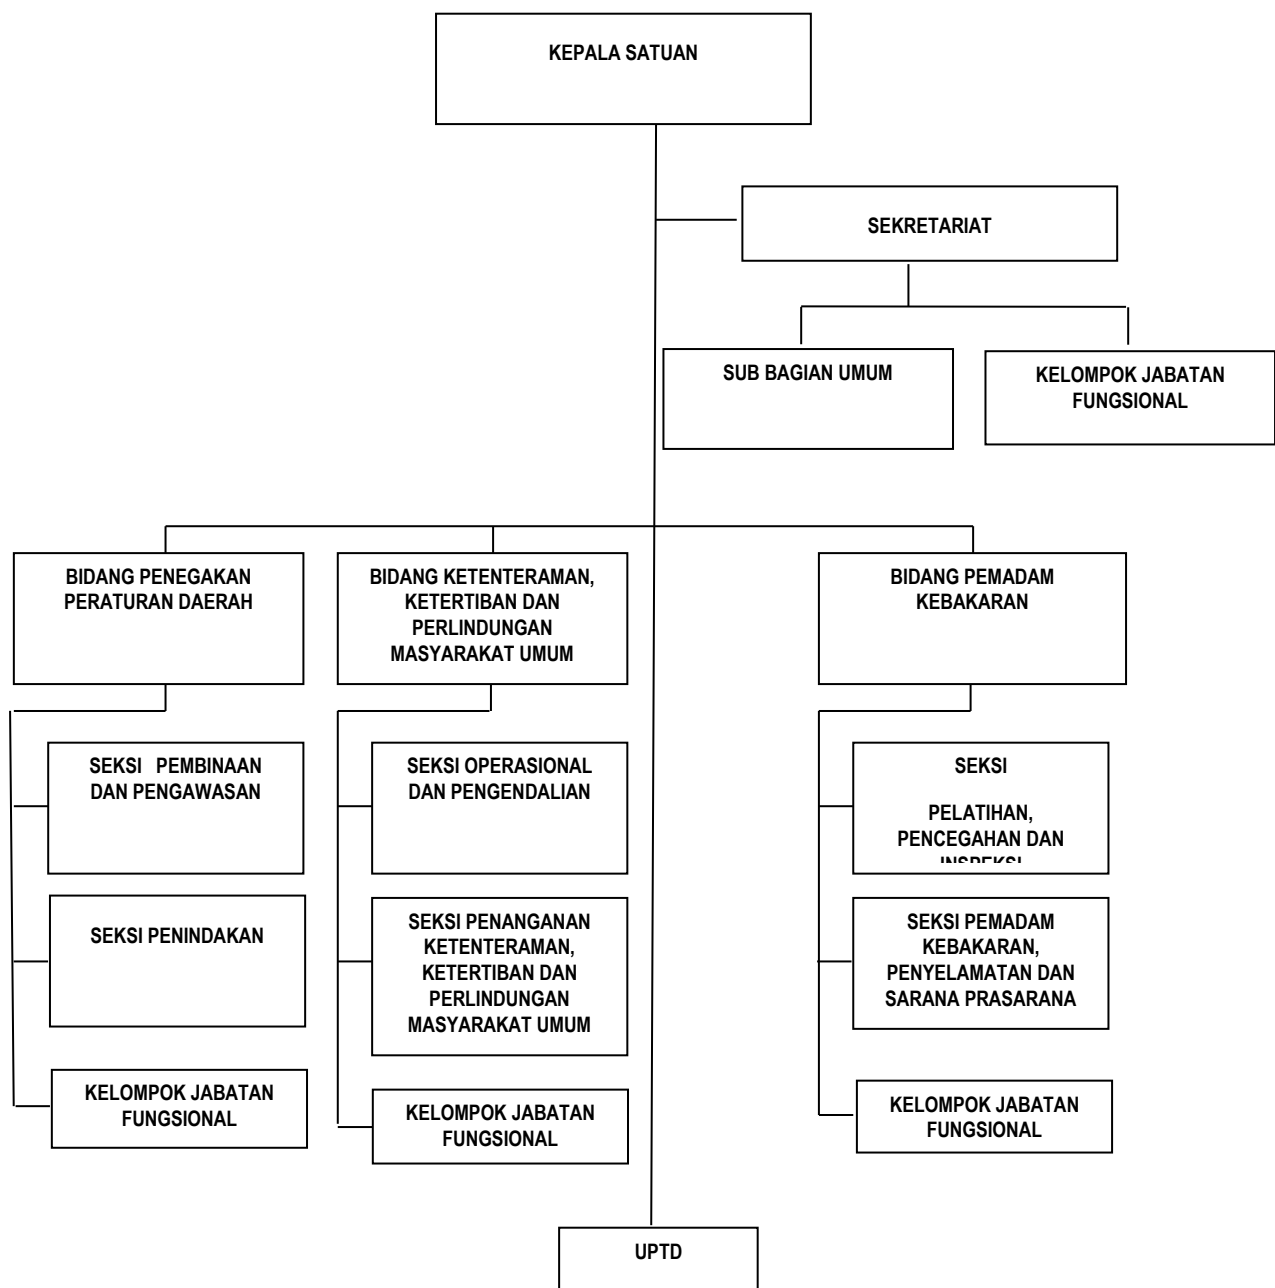 KEPALA SATUAN
SEKRETARIAT
SUB BAGIAN UMUM
KELOMPOK JABATAN
FUNGSIONAL
BIDANG PENEGAKAN
PERATURAN DAERAH
BIDANG KETENTERAMAN,
KETERTIBAN DAN
PERLINDUNGAN
MASYARAKAT UMUM
BIDANG PEMADAM
KEBAKARAN
SEKSI PEMBINAAN
DAN PENGAWASAN
SEKSI OPERASIONAL
DAN PENGENDALIAN
SEKSI
PELATIHAN,
PENCEGAHAN DAN
INSPEKSI
SEKSI PENINDAKAN
SEKSI PENANGANAN
KETENTERAMAN,
KETERTIBAN DAN
PERLINDUNGAN
MASYARAKAT UMUM
SEKSI PEMADAM
KEBAKARAN,
PENYELAMATAN DAN
SARANA PRASARANA
KELOMPOK JABATAN
FUNGSIONAL
KELOMPOK JABATAN
FUNGSIONAL
KELOMPOK JABATAN
FUNGSIONAL
UPTD